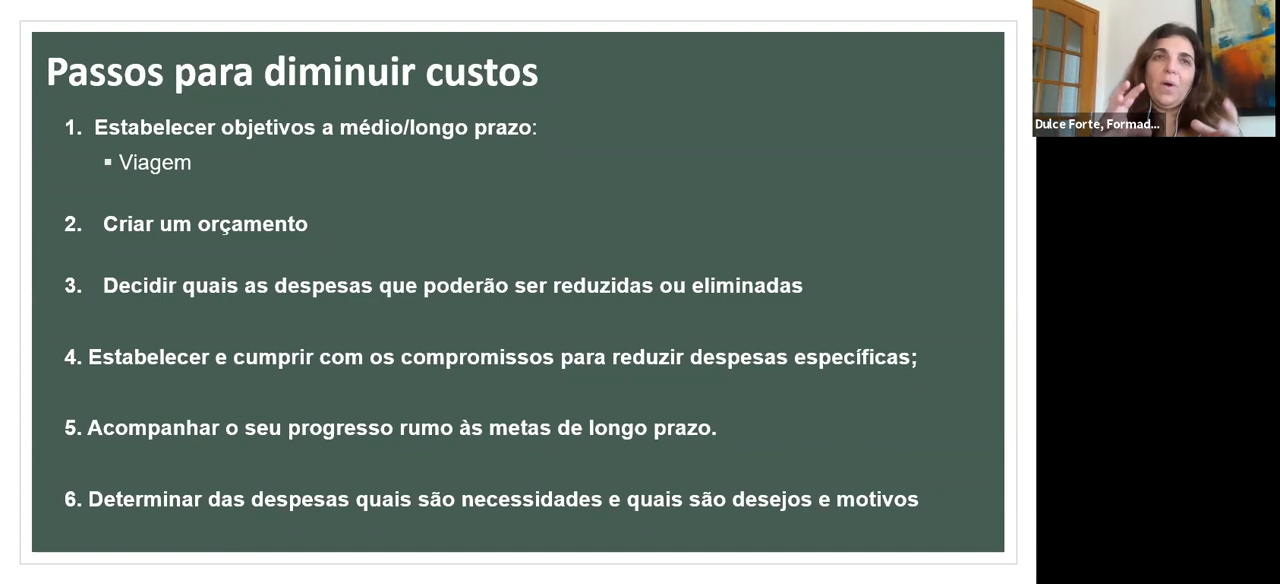 Passos para diminuir custos
1. Estabelecer objetivos a médio/longo prazo:
▪ Viagem
2. Criar um orçamento
3. Decidir quais as despesas que poderão ser reduzidas ou eliminadas
4. Estabelecer e cumprir com os compromissos para reduzir despesas específicas;
5. Acompanhar o seu progresso rumo às metas de longo prazo.
6. Determinar das despesas quais são necessidades e quais são desejos e motivos
Dulce Forte, Formad...